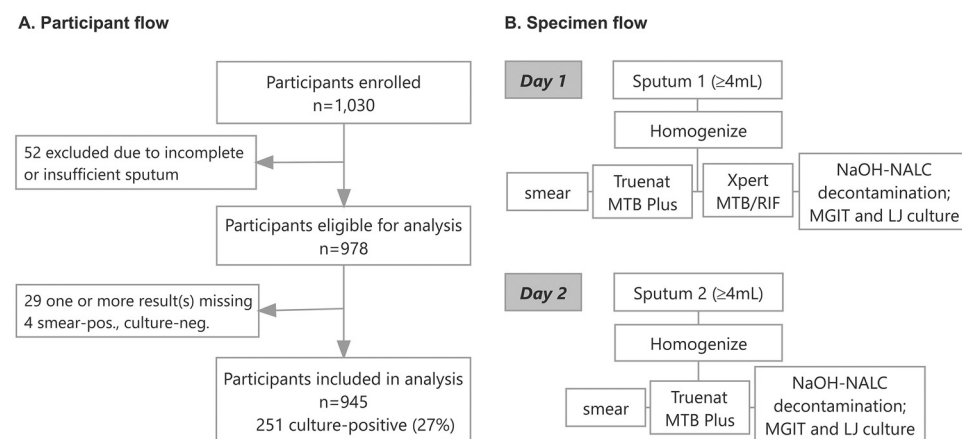 A. Participant flow
Participants enrolled
n=1,030
52 excluded due to incomplete
or insufficient sputum
Participants eligible for analysis
n=978
29 one or more result(s) missing
4 smear-pos., culture-neg.
Participants included in analysis
n=945
251 culture-positive (27%)
B. Specimen flow
Day 1
Sputum 1 (≥4mL)
Homogenize
smear
Truenat
MTB Plus
Xpert
MTB/RIF
NaOH-NALC
decontamination;
MGIT and LJ culture
Day 2
Sputum 2 (≥4mL)
Homogenize
smear
Truenat
MTB Plus
NaOH-NALC
decontamination;
MGIT and LJ culture